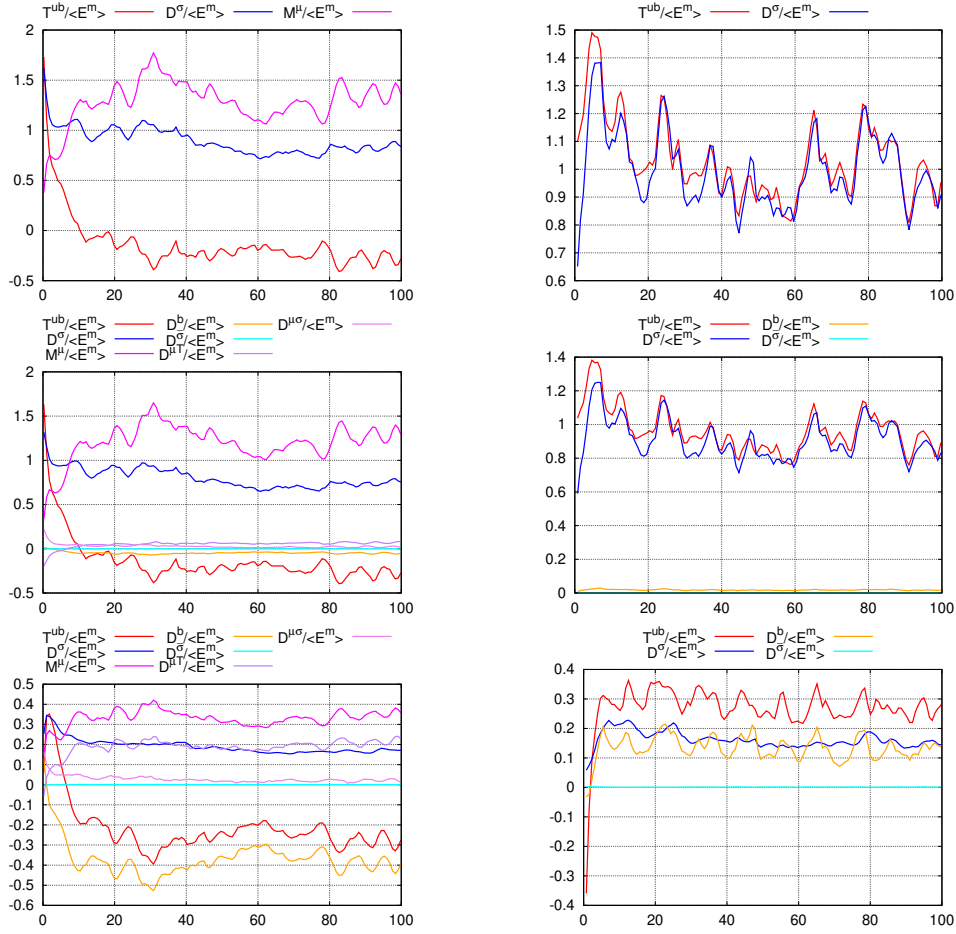 T^ub/<E^m> D^σ/<E^m> M^μ/<E^m>
2
1.5
1
0.5
0
-0.5
0 20 40 60 80 100
T^ub/<E^m> D^σ/<E^m>
1.5
1.4
1.3
1.2
1.1
1
0.9
0.8
0.7
0.6
0 20 40 60 80 100
T^ub/<E^m> D^b/<E^m> D^μσ/<E^m>
D^σ/<E^m> D^σ̄/<E^m>
M^μ/<E^m> D^μT/<E^m>
2
1.5
1
0.5
0
-0.5
0 20 40 60 80 100
T^ub/<E^m> D^b/<E^m>
D^σ/<E^m> D^σ̄/<E^m>
1.4
1.2
1
0.8
0.6
0.4
0.2
0
0 20 40 60 80 100
T^ub/<E^m> D^b/<E^m> D^μσ/<E^m>
D^σ/<E^m> D^σ̄/<E^m>
M^μ/<E^m> D^μT/<E^m>
0.5
0.4
0.3
0.2
0.1
0
-0.1
-0.2
-0.3
-0.4
-0.5
-0.6
0 20 40 60 80 100
T^ub/<E^m> D^b/<E^m>
D^σ/<E^m> D^σ̄/<E^m>
0.4
0.3
0.2
0.1
0
-0.1
-0.2
-0.3
-0.4
0 20 40 60 80 100